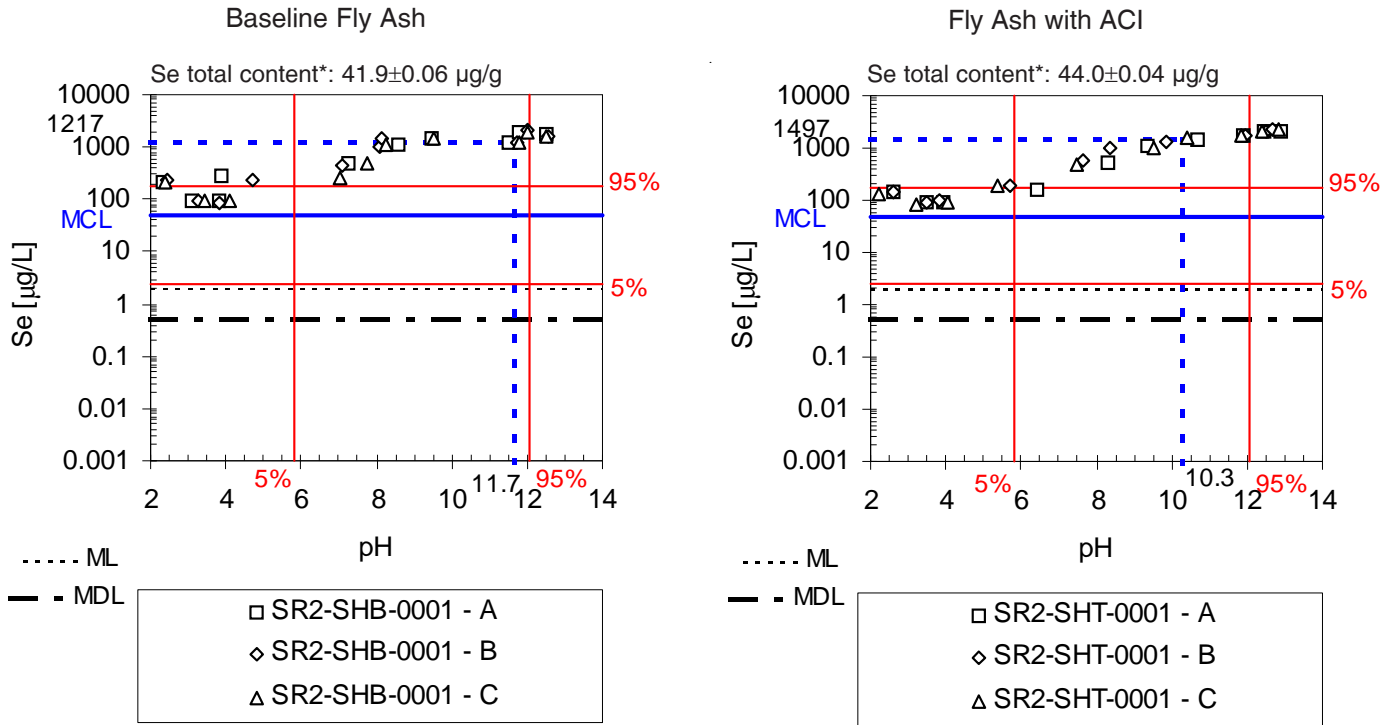 Baseline Fly Ash
Se total content*: 41.9±0.06 µg/g
10000
1217
1000
100
MCL
10
1
0.1
0.01
0.001
Se [µg/L]
95%
5%
2 4 6 8 10 12 14
5% 11.7 95%
pH
ML
MDL
SR2-SHB-0001 - A
SR2-SHB-0001 - B
SR2-SHB-0001 - C
Fly Ash with ACI
Se total content*: 44.0±0.04 µg/g
10000
1497
1000
100
MCL
10
1
0.1
0.01
0.001
Se [µg/L]
95%
5%
2 4 6 8 10 12 14
5% 10.3 95%
pH
ML
MDL
SR2-SHT-0001 - A
SR2-SHT-0001 - B
SR2-SHT-0001 - C